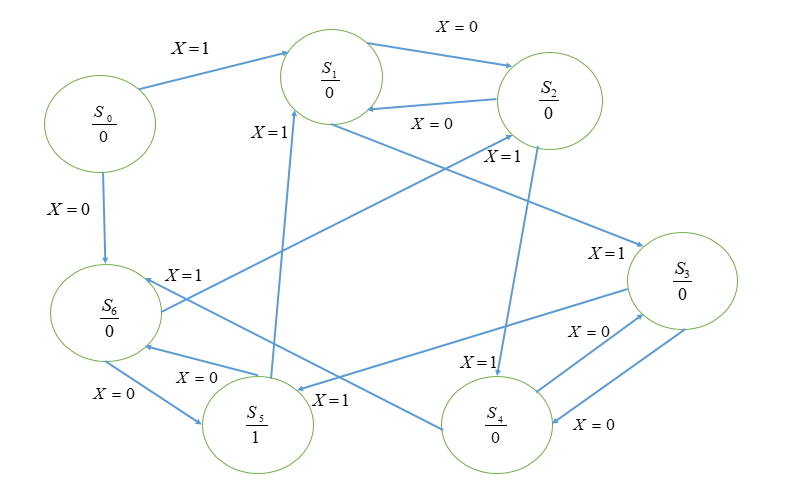 X = 0
X = 1
S₁
0
S₂
0
S₀
0
X = 0
X = 1
X = 1
X = 0
X = 1
X = 1
S₃
0
S₆
0
X = 0
X = 1
X = 0
X = 0
X = 1
S₅
1
S₄
0
X = 0